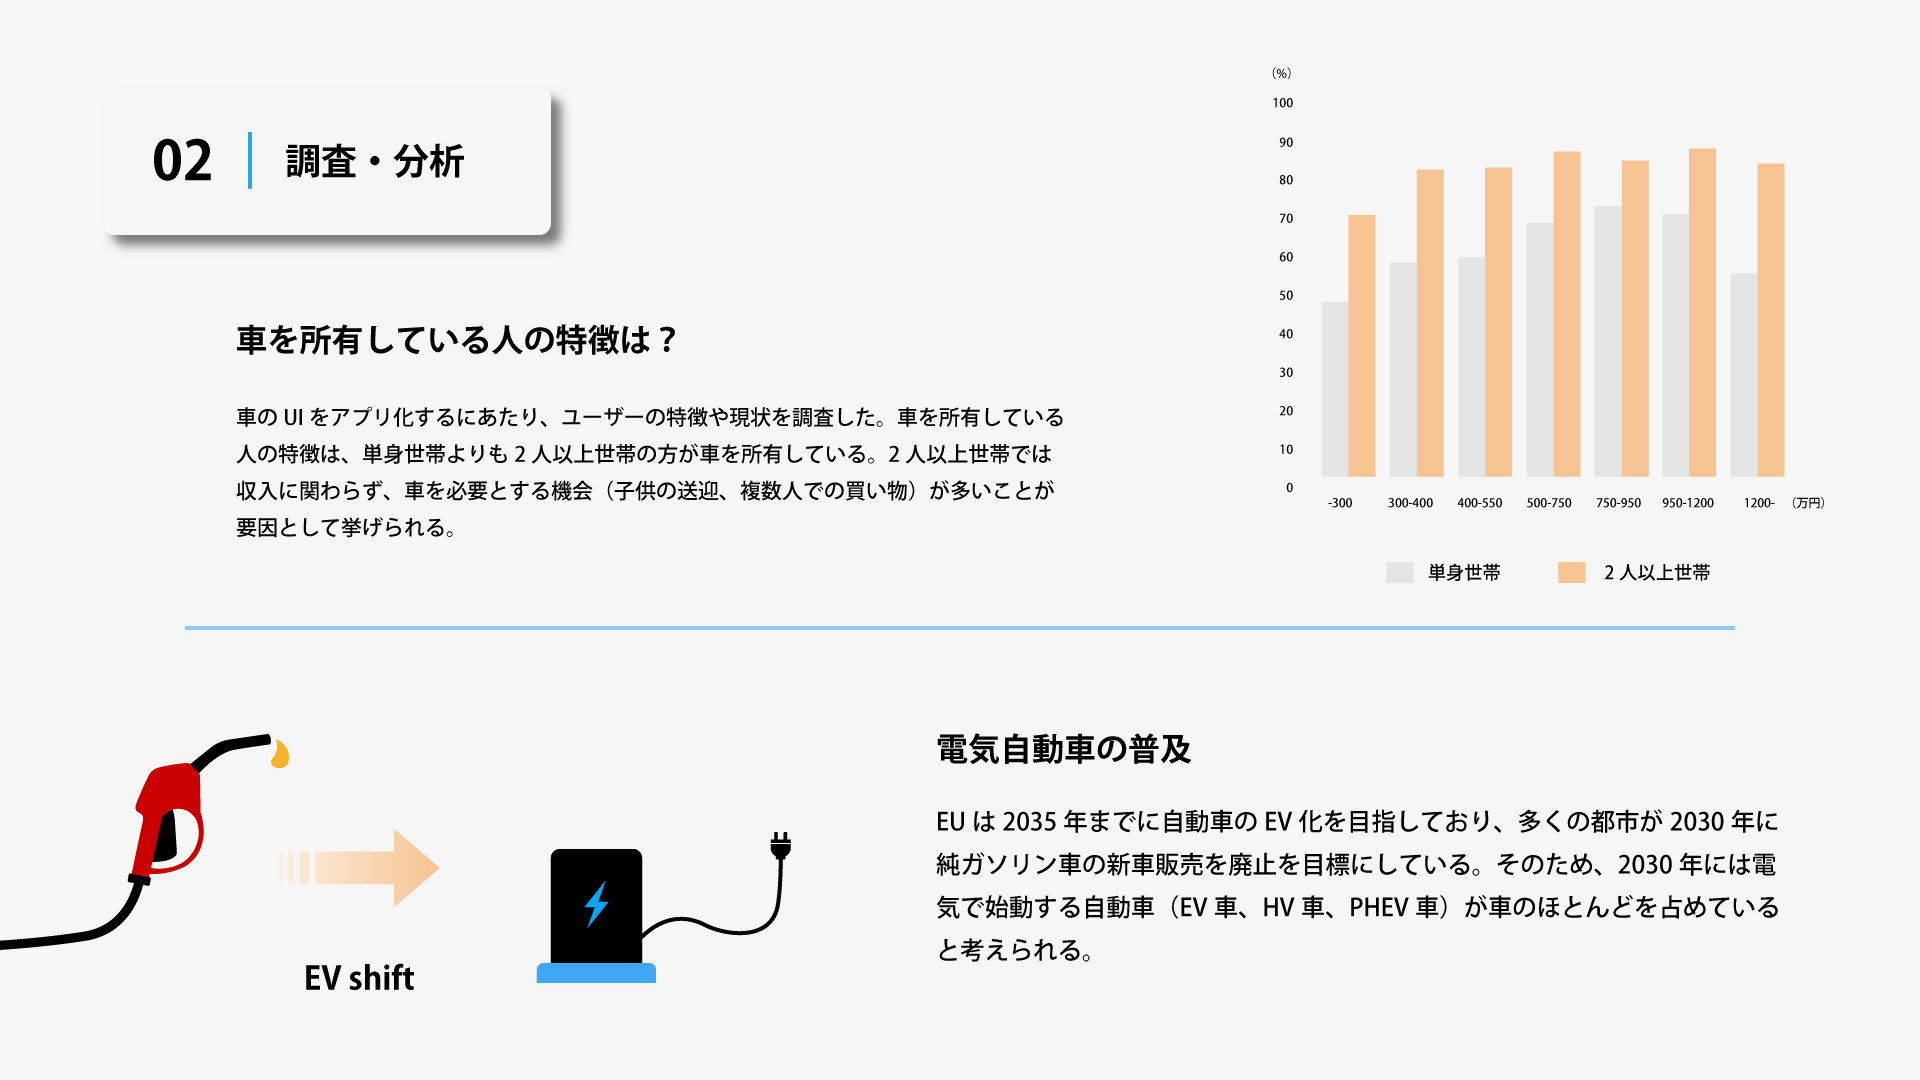 02 調査・分析
車を所有している人の特徴は？
車の UI をアプリ化するにあたり、ユーザーの特徴や現状を調査した。車を所有している
人の特徴は、単身世帯よりも 2 人以上世帯の方が車を所有している。2 人以上世帯では
収入に関わらず、車を必要とする機会（子供の送迎、複数人での買い物）が多いことが
要因として挙げられる。
（%）
100
90
80
70
60
50
40
30
20
10
0
-300 300-400 400-550 500-750 750-950 950-1200 1200- （万円）
単身世帯 2 人以上世帯
EV shift
電気自動車の普及
EU は 2035 年までに自動車の EV 化を目指しており、多くの都市が 2030 年に
純ガソリン車の新車販売を廃止を目標にしている。そのため、2030 年には電
気で始動する自動車（EV 車、HV 車、PHEV 車）が車のほとんどを占めている
と考えられる。